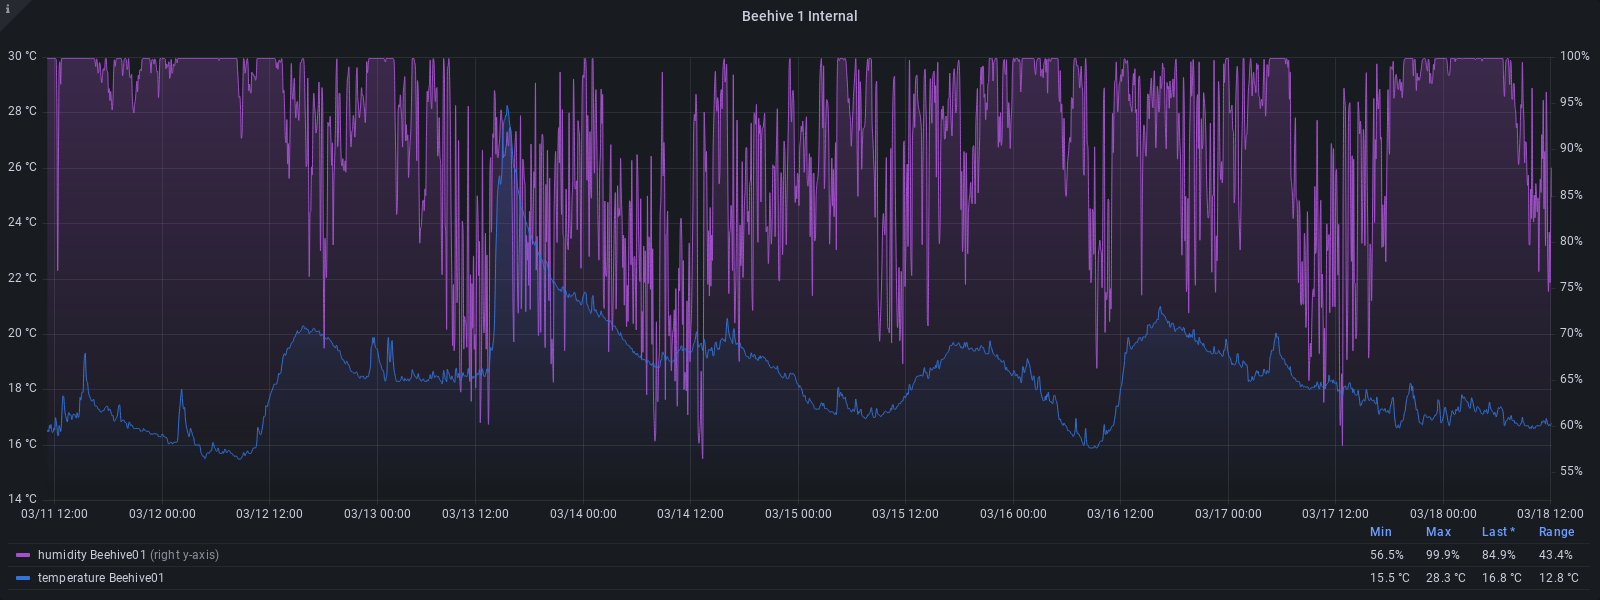 i
Beehive 1 Internal
30 °C 100%
28 °C 95%
26 °C 90%
24 °C 85%
22 °C 80%
20 °C 75%
18 °C 70%
16 °C 65%
14 °C 60%
55%
03/11 12:00 03/12 00:00 03/12 12:00 03/13 00:00 03/13 12:00 03/14 00:00 03/14 12:00 03/15 00:00 03/15 12:00 03/16 00:00 03/16 12:00 03/17 00:00 03/17 12:00 03/18 00:00 03/18 12:00
Min Max Last * Range
humidity Beehive01 (right y-axis) 56.5% 99.9% 84.9% 43.4%
temperature Beehive01 15.5 °C 28.3 °C 16.8 °C 12.8 °C